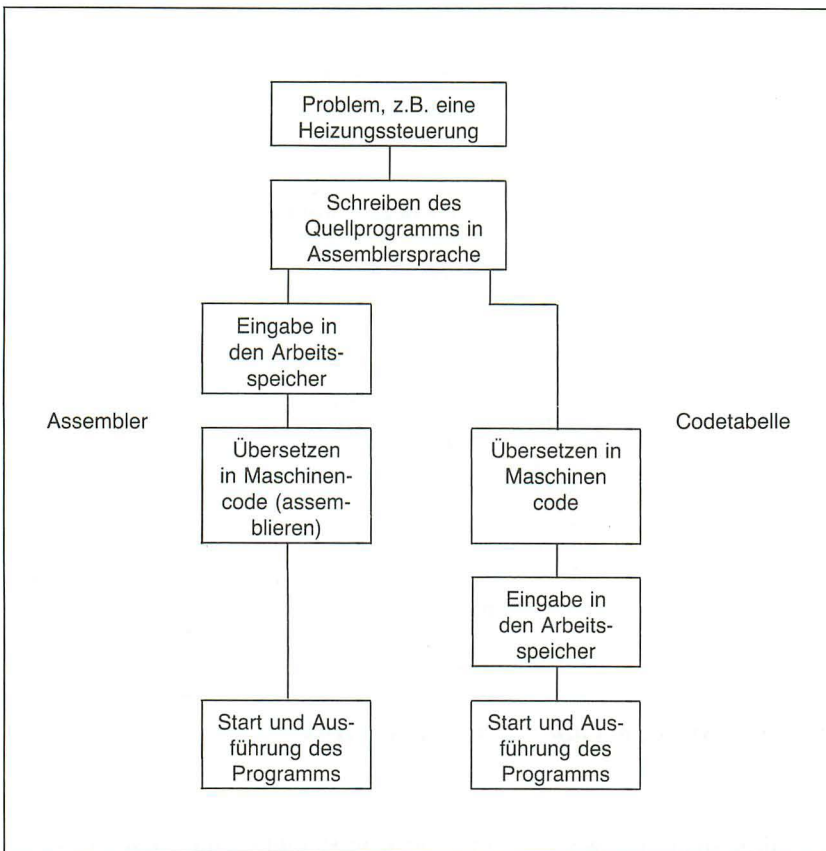 Problem, z.B. eine
Heizungssteuerung
Schreiben des
Quellprogramms in
Assemblersprache
Eingabe in
den Arbeits-
speicher
Assembler
Übersetzen
in Maschinen-
code (assem-
blieren)
Übersetzen in
Maschinen
code
Codetabelle
Eingabe in
den Arbeits-
speicher
Start und Aus-
führung des
Programms
Start und Aus-
führung des
Programms